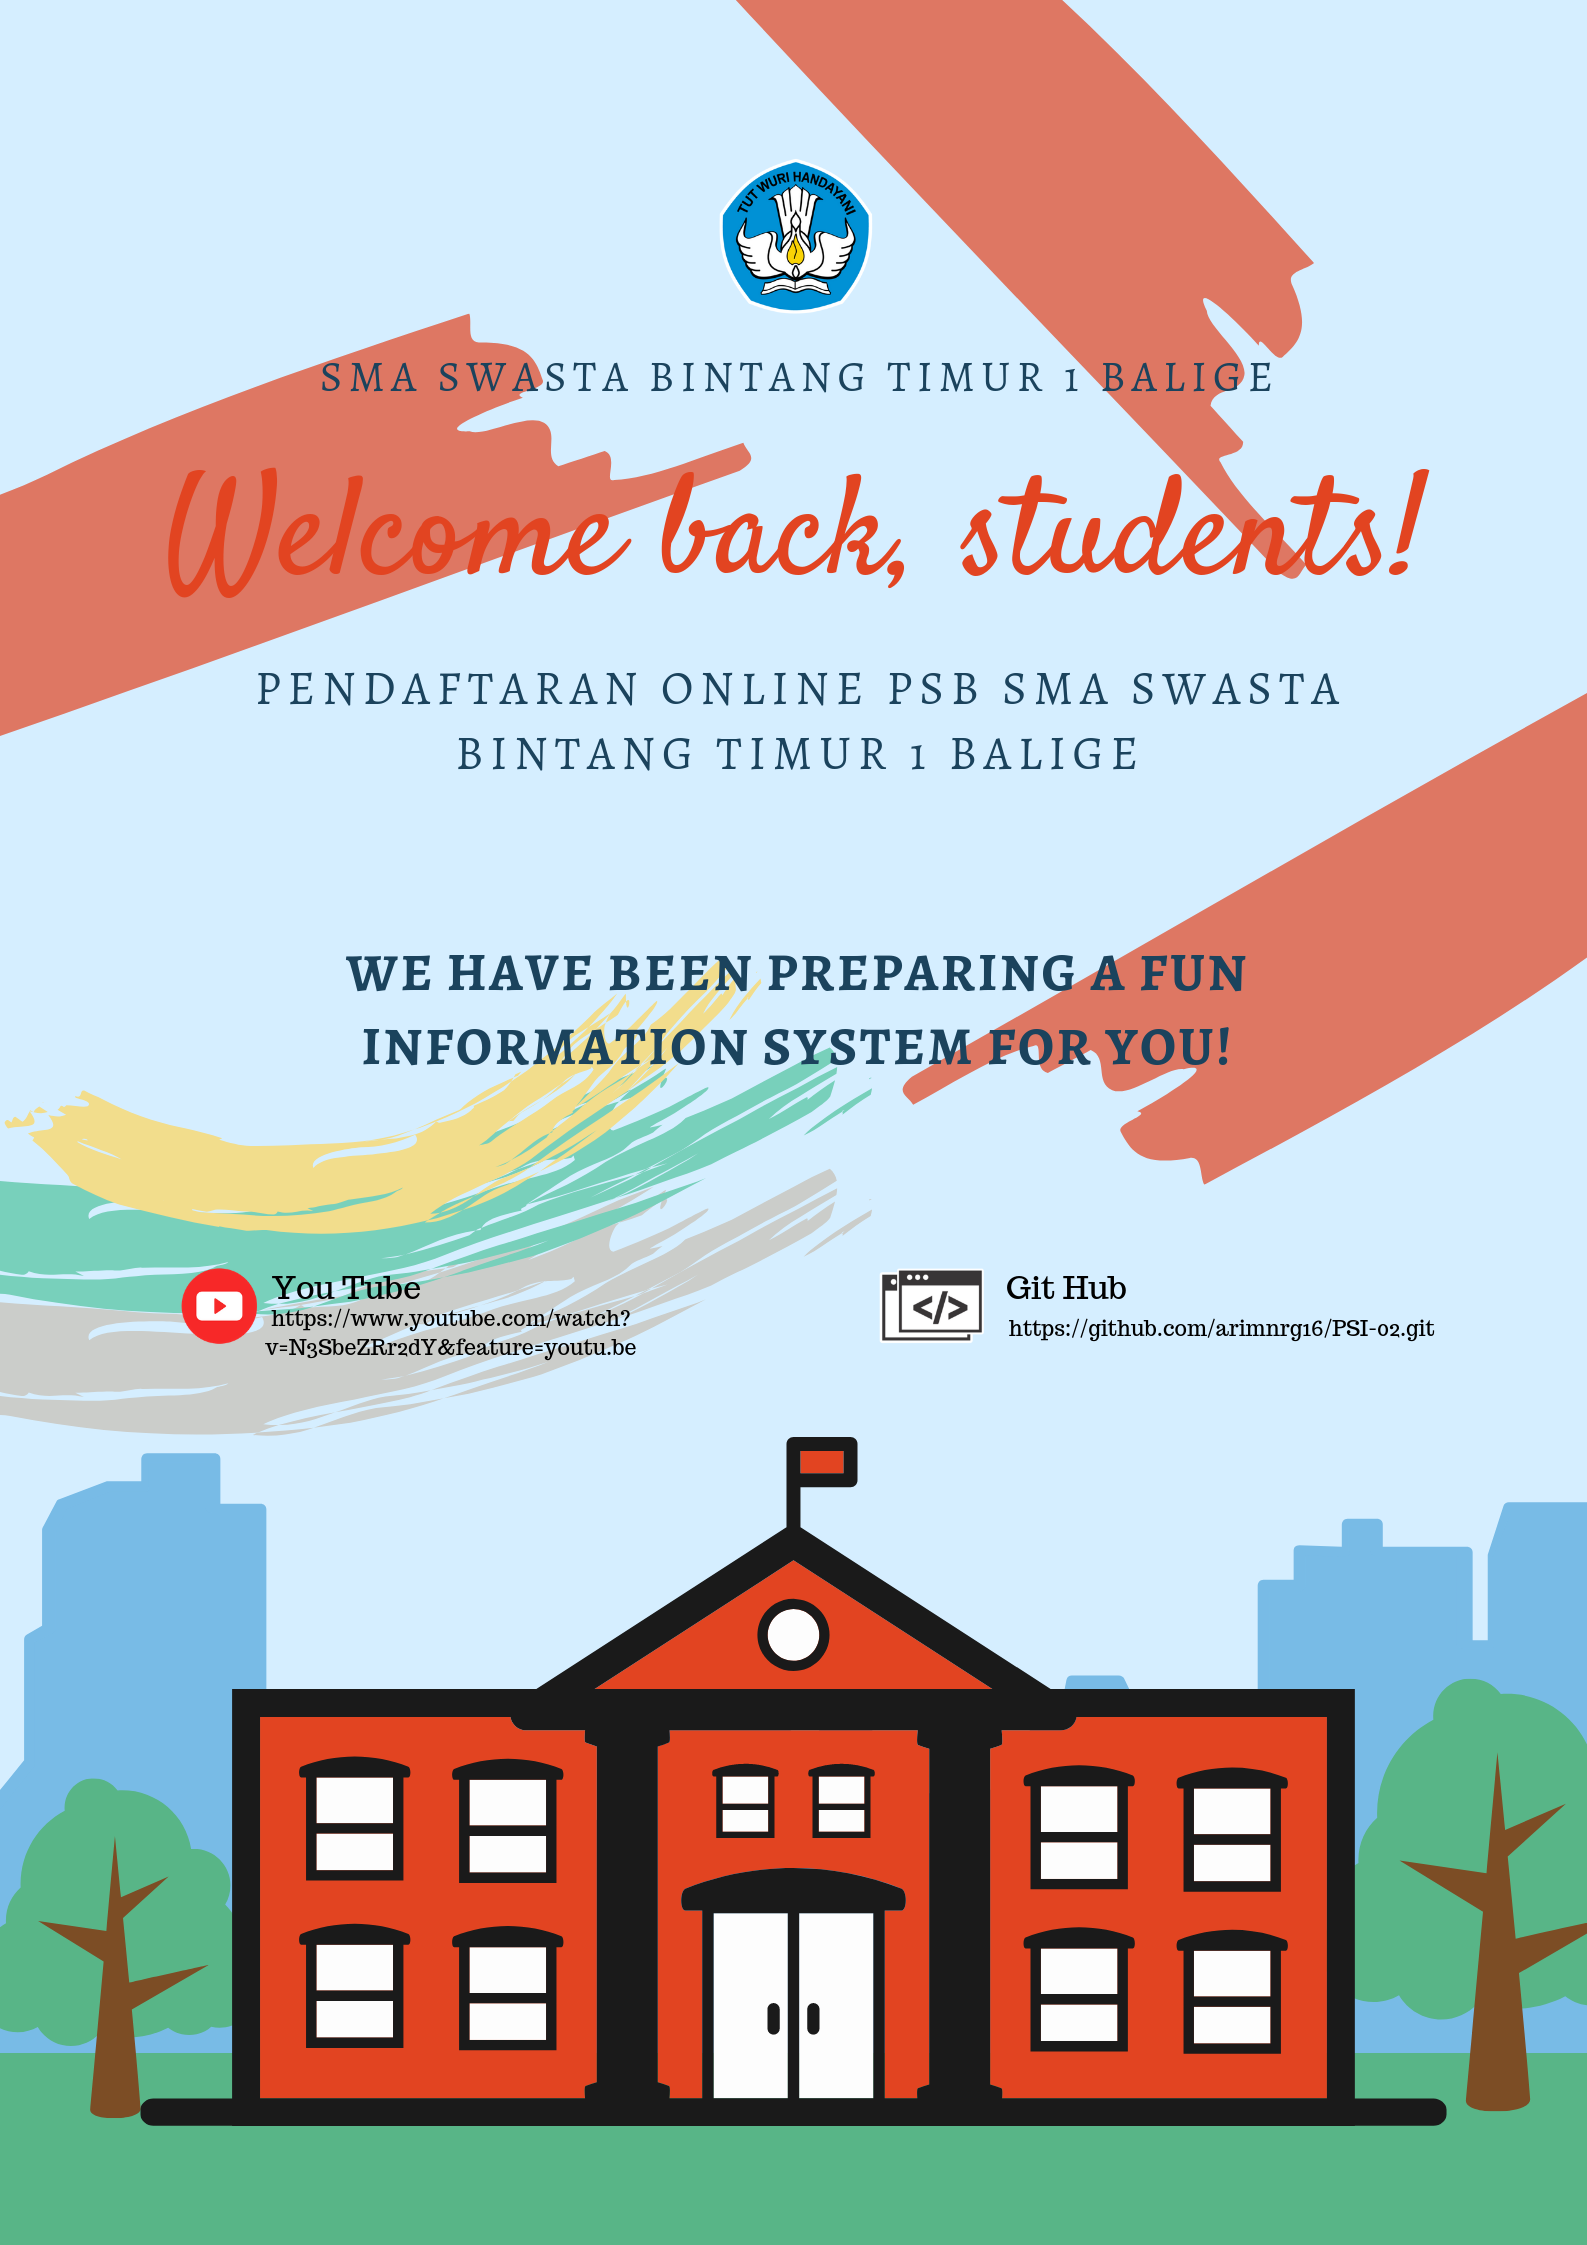 TUT WURI HANDAYANI
SMA SWASTA BINTANG TIMUR 1 BALIGE
Welcome back, students!
PENDAFTARAN ONLINE PSB SMA SWASTA
BINTANG TIMUR 1 BALIGE
WE HAVE BEEN PREPARING A FUN
INFORMATION SYSTEM FOR YOU!
You Tube
https://www.youtube.com/watch?
v=N3SbeZRr2dY&feature=youtu.be
</>
Git Hub
https://github.com/arimnrg16/PSI-02.git